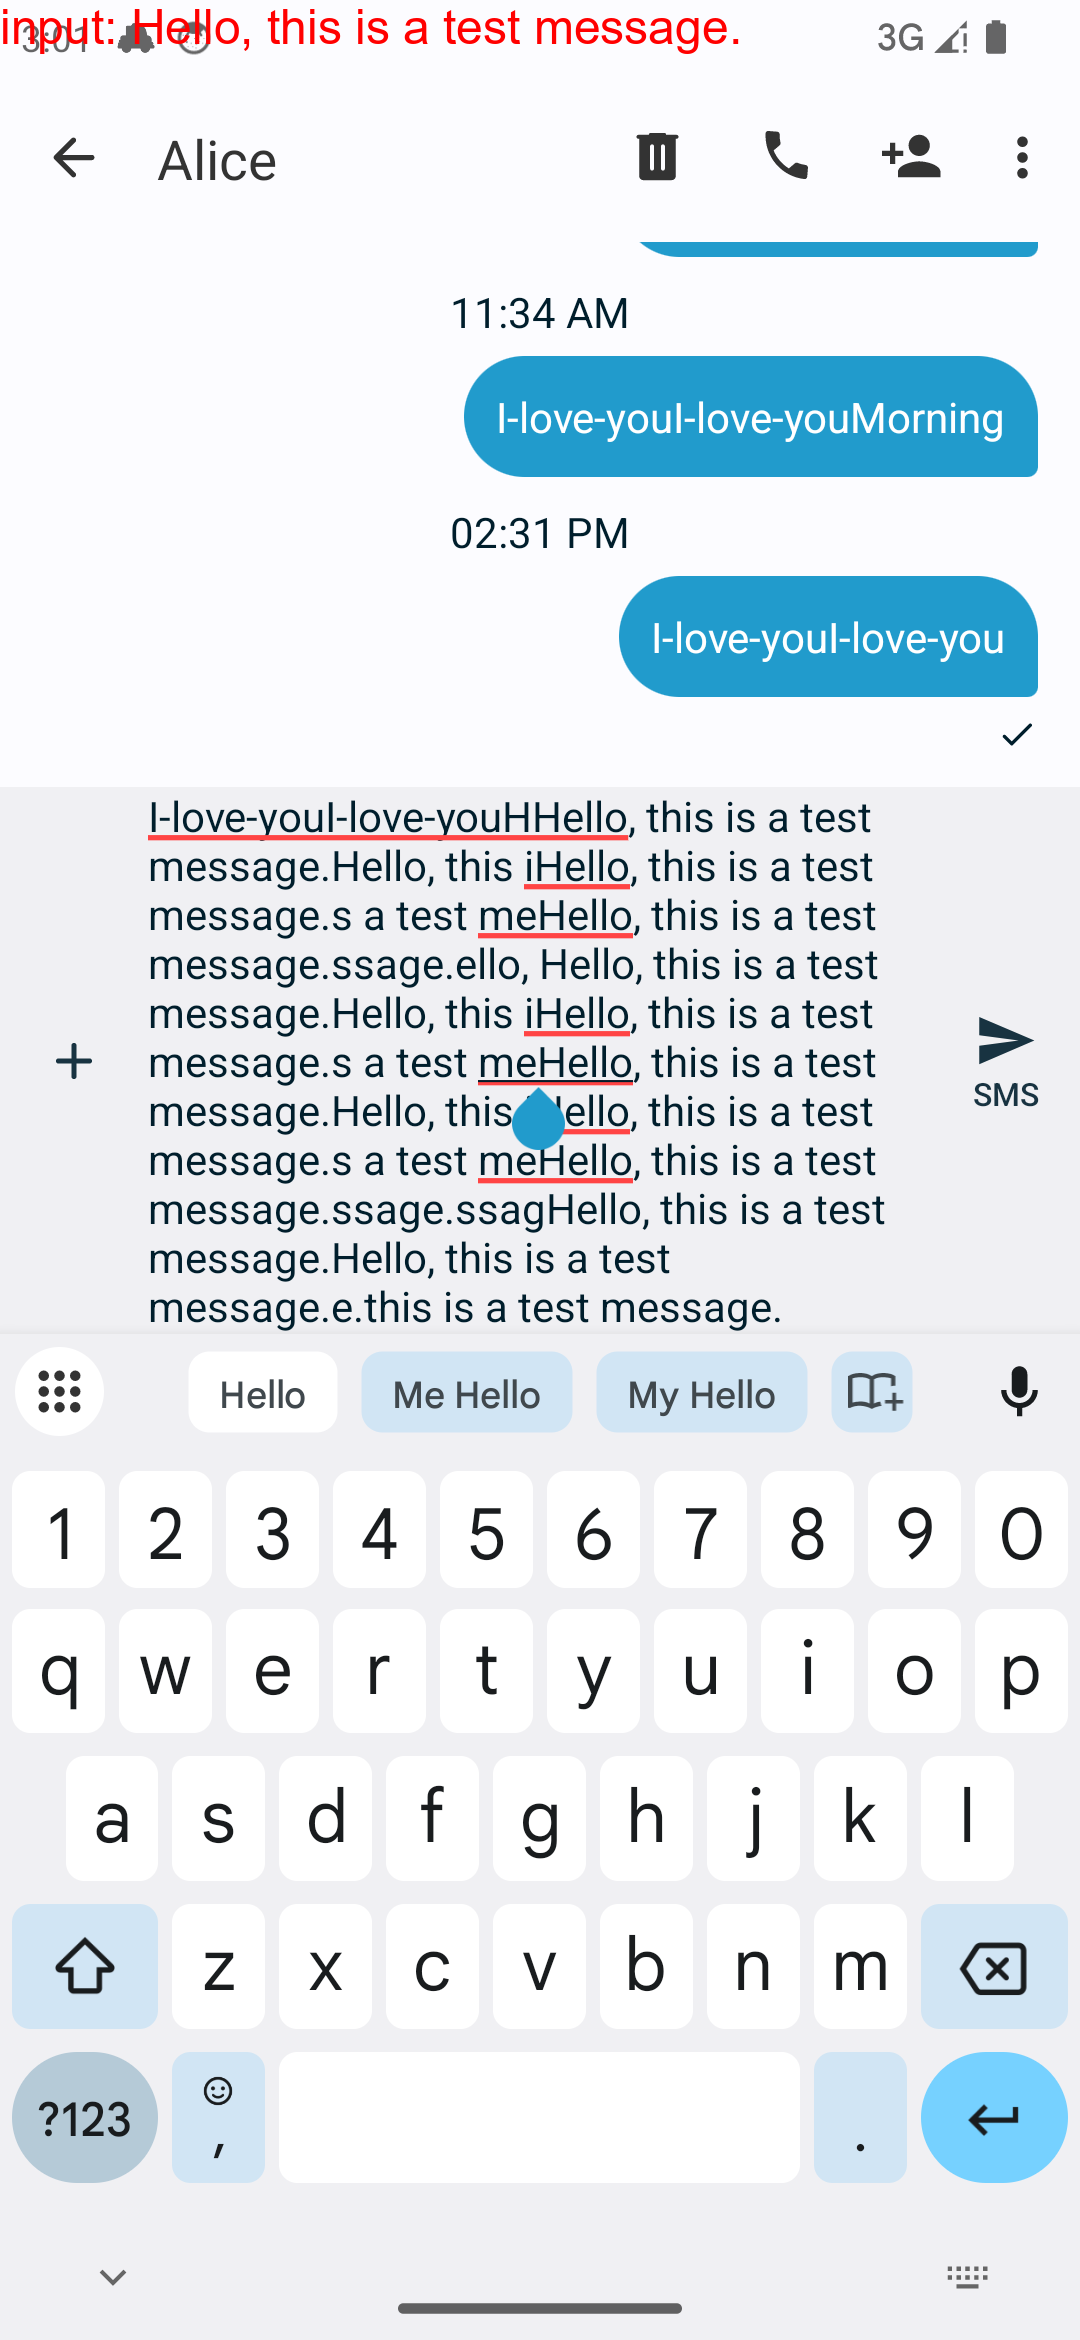 input: Hello, this is a test message.
3:01
3G
Alice
11:34 AM
I-love-youI-love-youMorning
02:31 PM
I-love-youI-love-you
I-love-youI-love-youHHello, this is a test
message.Hello, this iHello, this is a test
message.s a test meHello, this is a test
message.ssage.ello, Hello, this is a test
message.Hello, this iHello, this is a test
message.s a test meHello, this is a test
message.Hello, this ello, this is a test
message.s a test meHello, this is a test
message.ssage.ssagHello, this is a test
message.Hello, this is a test
message.e.this is a test message.
SMS
Hello Me Hello My Hello
1 2 3 4 5 6 7 8 9 0
q w e r t y u i o p
a s d f g h j k l
z x c v b n m
?123 , .